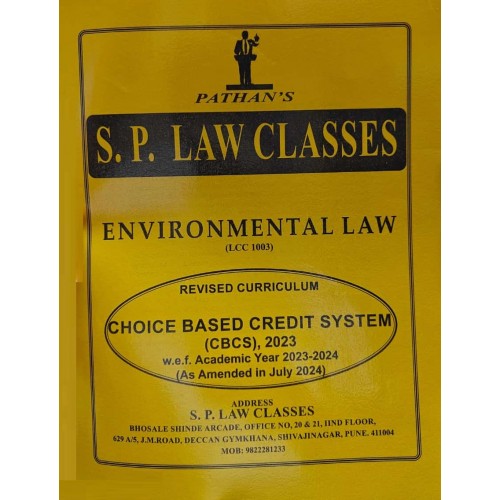 PATHAN'S
S. P. LAW CLASSES
ENVIRONMENTAL LAW
(LCC 1003)
REVISED CURRICULUM
CHOICE BASED CREDIT SYSTEM
(CBCS), 2023
w.e.f. Academic Year 2023-2024
(As Amended in July 2024)
ADDRESS
S. P. LAW CLASSES
BHOSALE SHINDE ARCADE, OFFICE NO, 20 & 21, IIND FLOOR,
629 A/5, J.M.ROAD, DECCAN GYMKHANA, SHIVAJINAGAR, PUNE. 411004
MOB: 9822281233